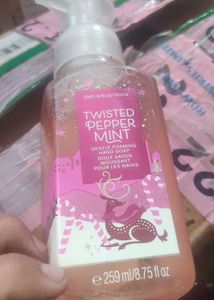 Bath & Body Works
TWISTED
PEPPER
MINT
GENTLE FOAMING
HAND SOAP
DOUX SAVON
MOUSSANT
POUR LES MAINS
e 259 ml/8.75 fl oz